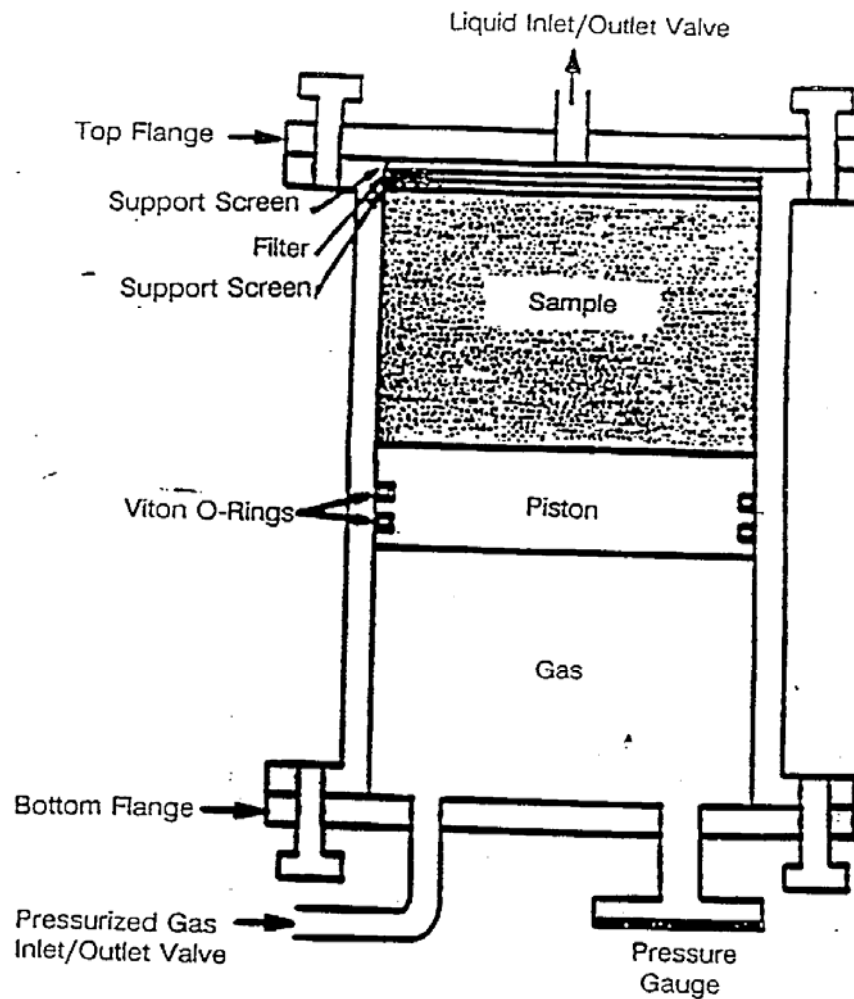 Liquid Inlet/Outlet Valve
Top Flange
Support Screen
Filter
Support Screen
Sample
Viton O-Rings
Piston
Gas
Bottom Flange
Pressurized Gas
Inlet/Outlet Valve
Pressure
Gauge